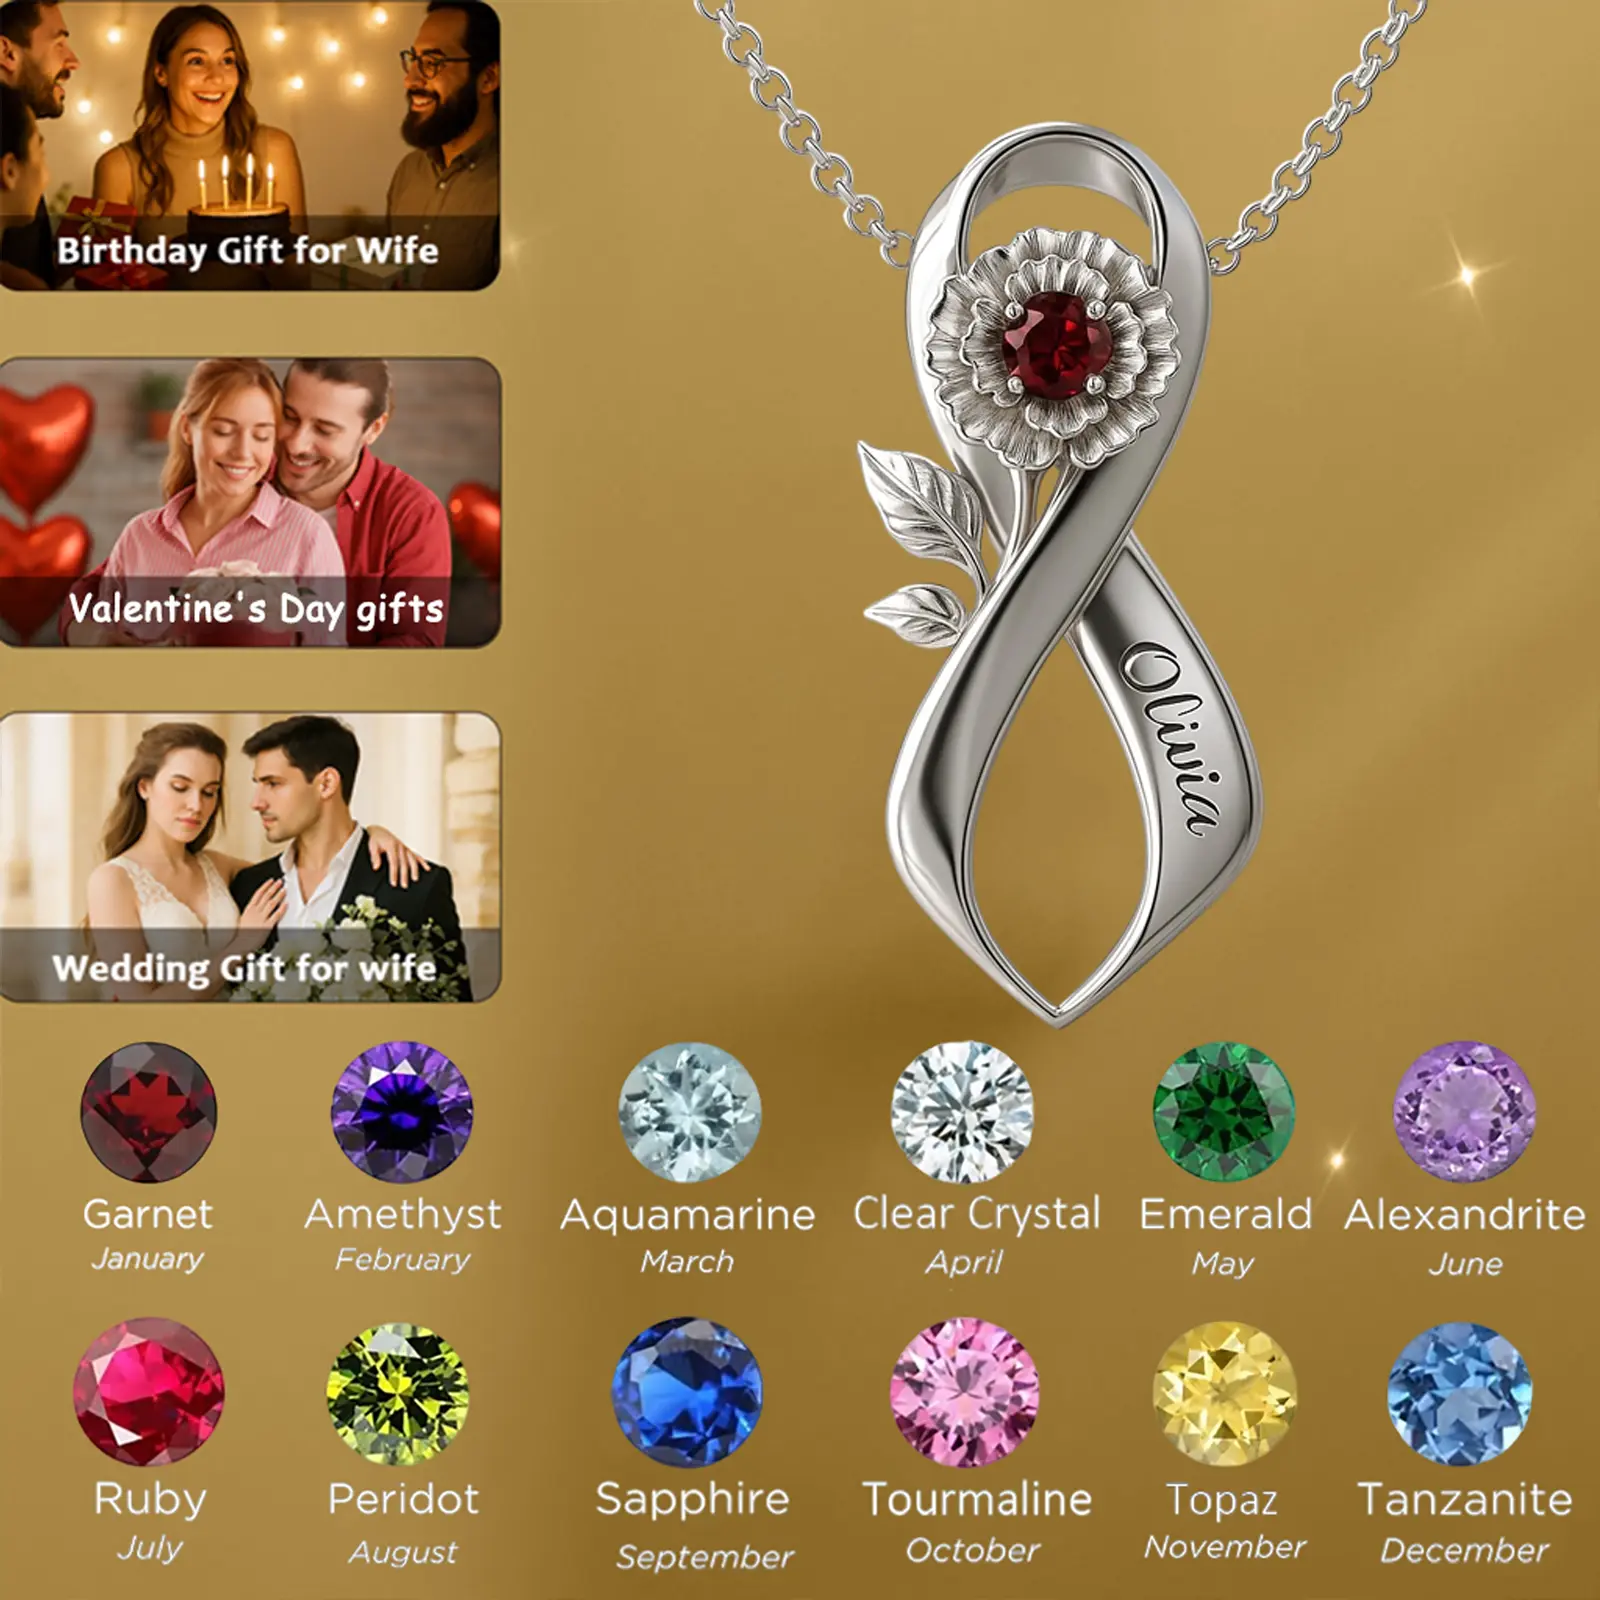 Birthday Gift for Wife
Valentine's Day gifts
Wedding Gift for wife
Olivia
Garnet
January
Amethyst
February
Aquamarine
March
Clear Crystal
April
Emerald
May
Alexandrite
June
Ruby
July
Peridot
August
Sapphire
September
Tourmaline
October
Topaz
November
Tanzanite
December